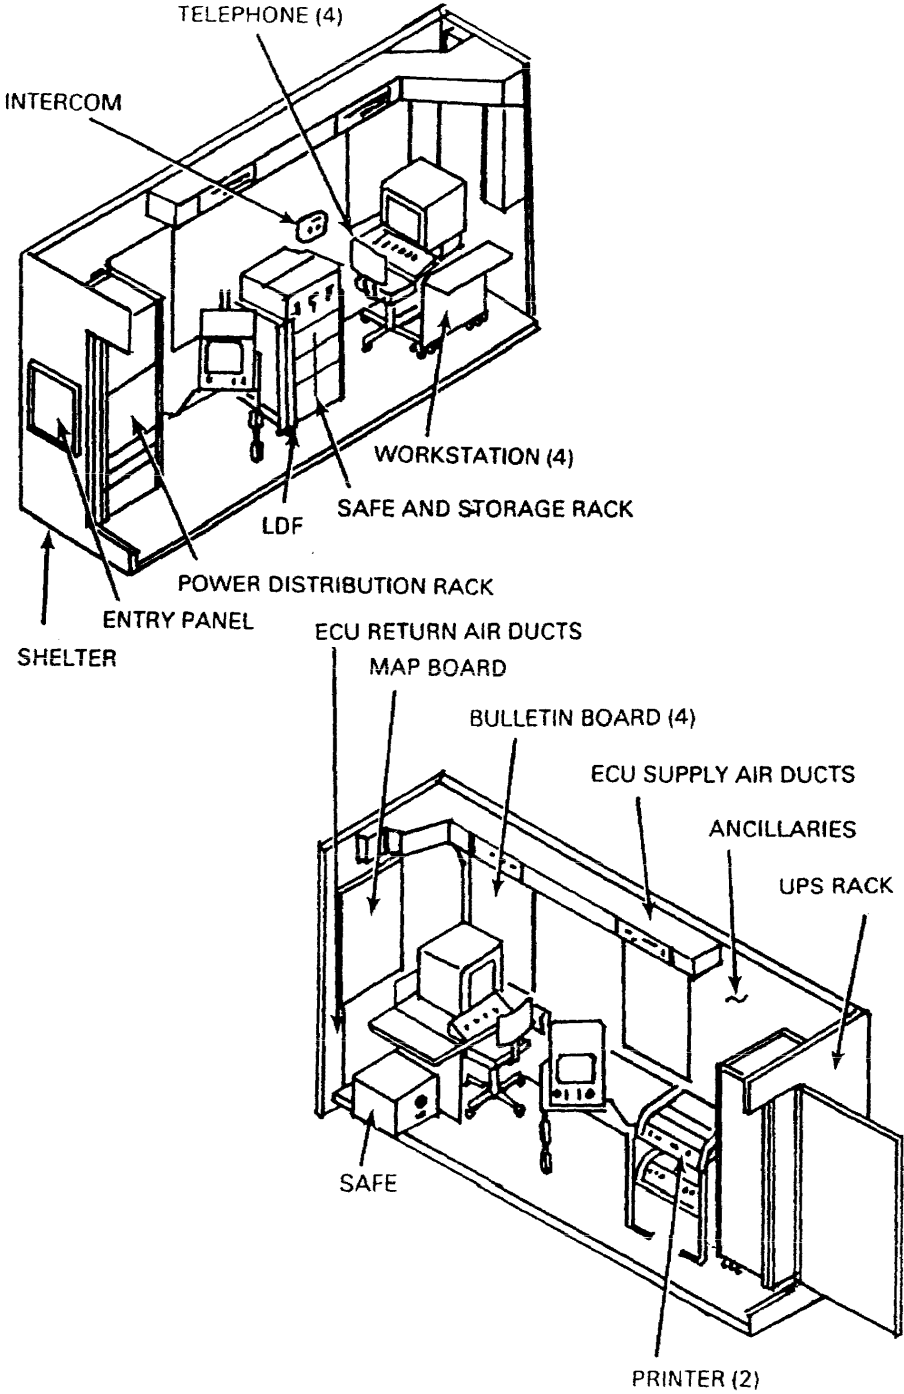 TELEPHONE (4)
INTERCOM
WORKSTATION (4)
SAFE AND STORAGE RACK
LDF
POWER DISTRIBUTION RACK
ENTRY PANEL
SHELTER
ECU RETURN AIR DUCTS
MAP BOARD
BULLETIN BOARD (4)
ECU SUPPLY AIR DUCTS
ANCILLARIES
UPS RACK
SAFE
PRINTER (2)